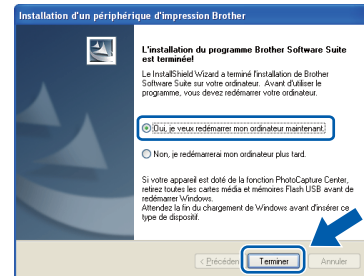 Installation d'un périphérique d'impression Brother
L'installation du programme Brother Software Suite
est terminée!
Le InstallShield Wizard a terminé l'installation de Brother
Software Suite sur votre ordinateur. Avant d'utiliser le
programme, vous devez redémarrer votre ordinateur.
Oui, je veux redémarrer mon ordinateur maintenant.
Non, je redémarrerai mon ordinateur plus tard.
Si votre appareil est doté de la fonction PhotoCapture Center,
retirez toutes les cartes média et mémoires Flash USB avant de
redémarrer Windows.
Attendez la fin du chargement de Windows avant d'insérer ce
type de dispositif.
< Précéden Terminer Annuler